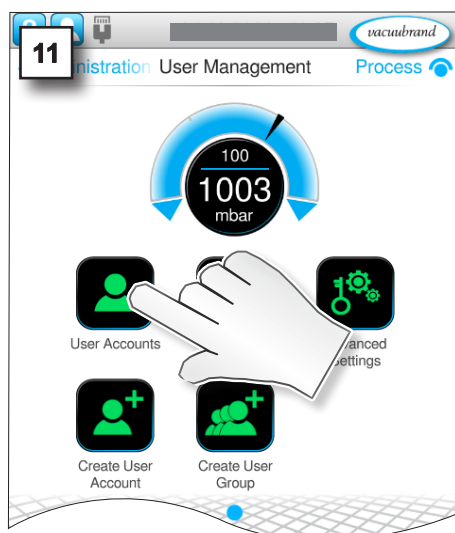 vacuubrand
11
nistration User Management Process
100
1003
mbar
User Accounts
anced
ettings
Create User
Account
Create User
Group